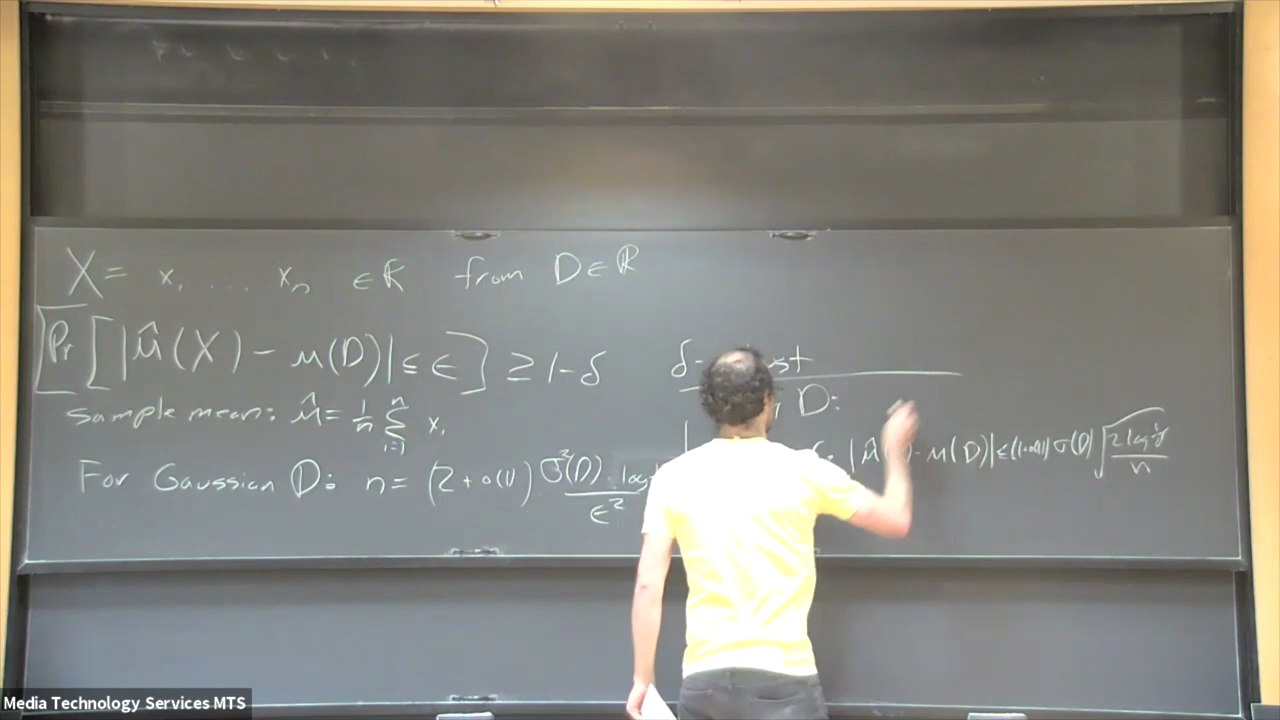 X = x₁ ... xₙ ∈ ℝ from D ∈ ℝ
Pr[|μ̂(X) − μ(D)| ≤ ε] ≥ 1−δ
Sample mean: μ̂ = 1/n Σᵢ₌₁ⁿ xᵢ
For Gaussian D: n = (2+o(1)) σ²(D)/ε² · log
δ-
D:
|μ̂ − μ(D)| ≤ (1+o(1)) σ(D) √(2 log 1/δ / n)
Media Technology Services MTS